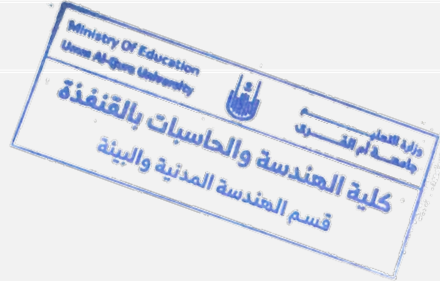 Ministry Of Education
Umm Al-Qura University
وزارة التعليم
جامعة أم القرى
كلية الهندسة والحاسبات بالقنفذة
قسم الهندسة المدنية والبيئة